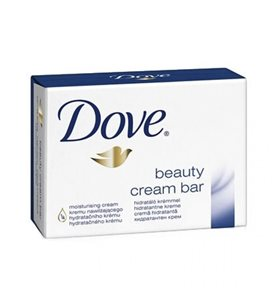 Dove
beauty
cream bar
moisturising cream
kremu nawilżającego
hydratačního krému
hydratačného krému
hidratáló krémmel
hidratantne kreme
cremă hidratantă
хидратантен крем